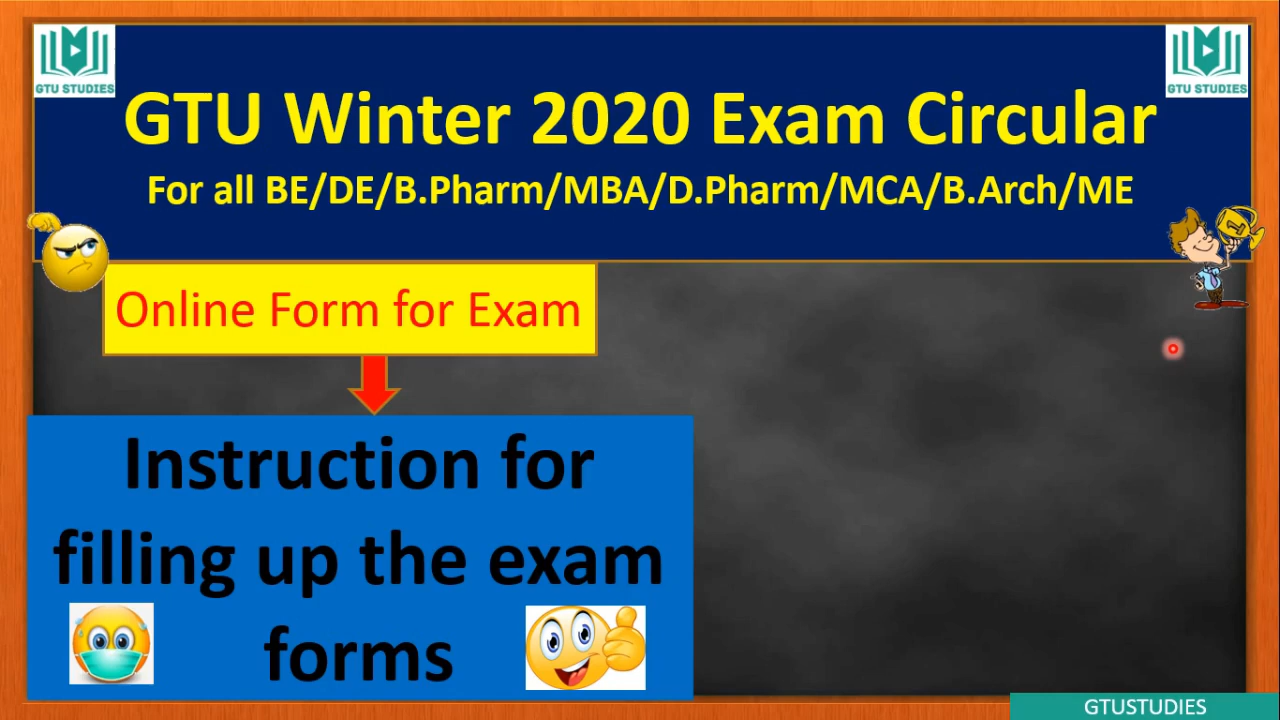 GTU STUDIES
GTU STUDIES
GTU Winter 2020 Exam Circular
For all BE/DE/B.Pharm/MBA/D.Pharm/MCA/B.Arch/ME
1
Online Form for Exam
Instruction for
filling up the exam
forms
GTUSTUDIES